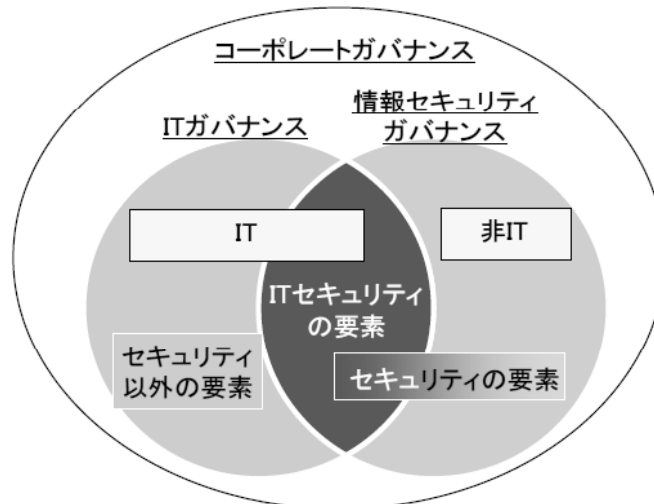 コーポレートガバナンス
ITガバナンス
情報セキュリティ
ガバナンス
IT
非IT
ITセキュリティ
の要素
セキュリティ
以外の要素
セキュリティの要素